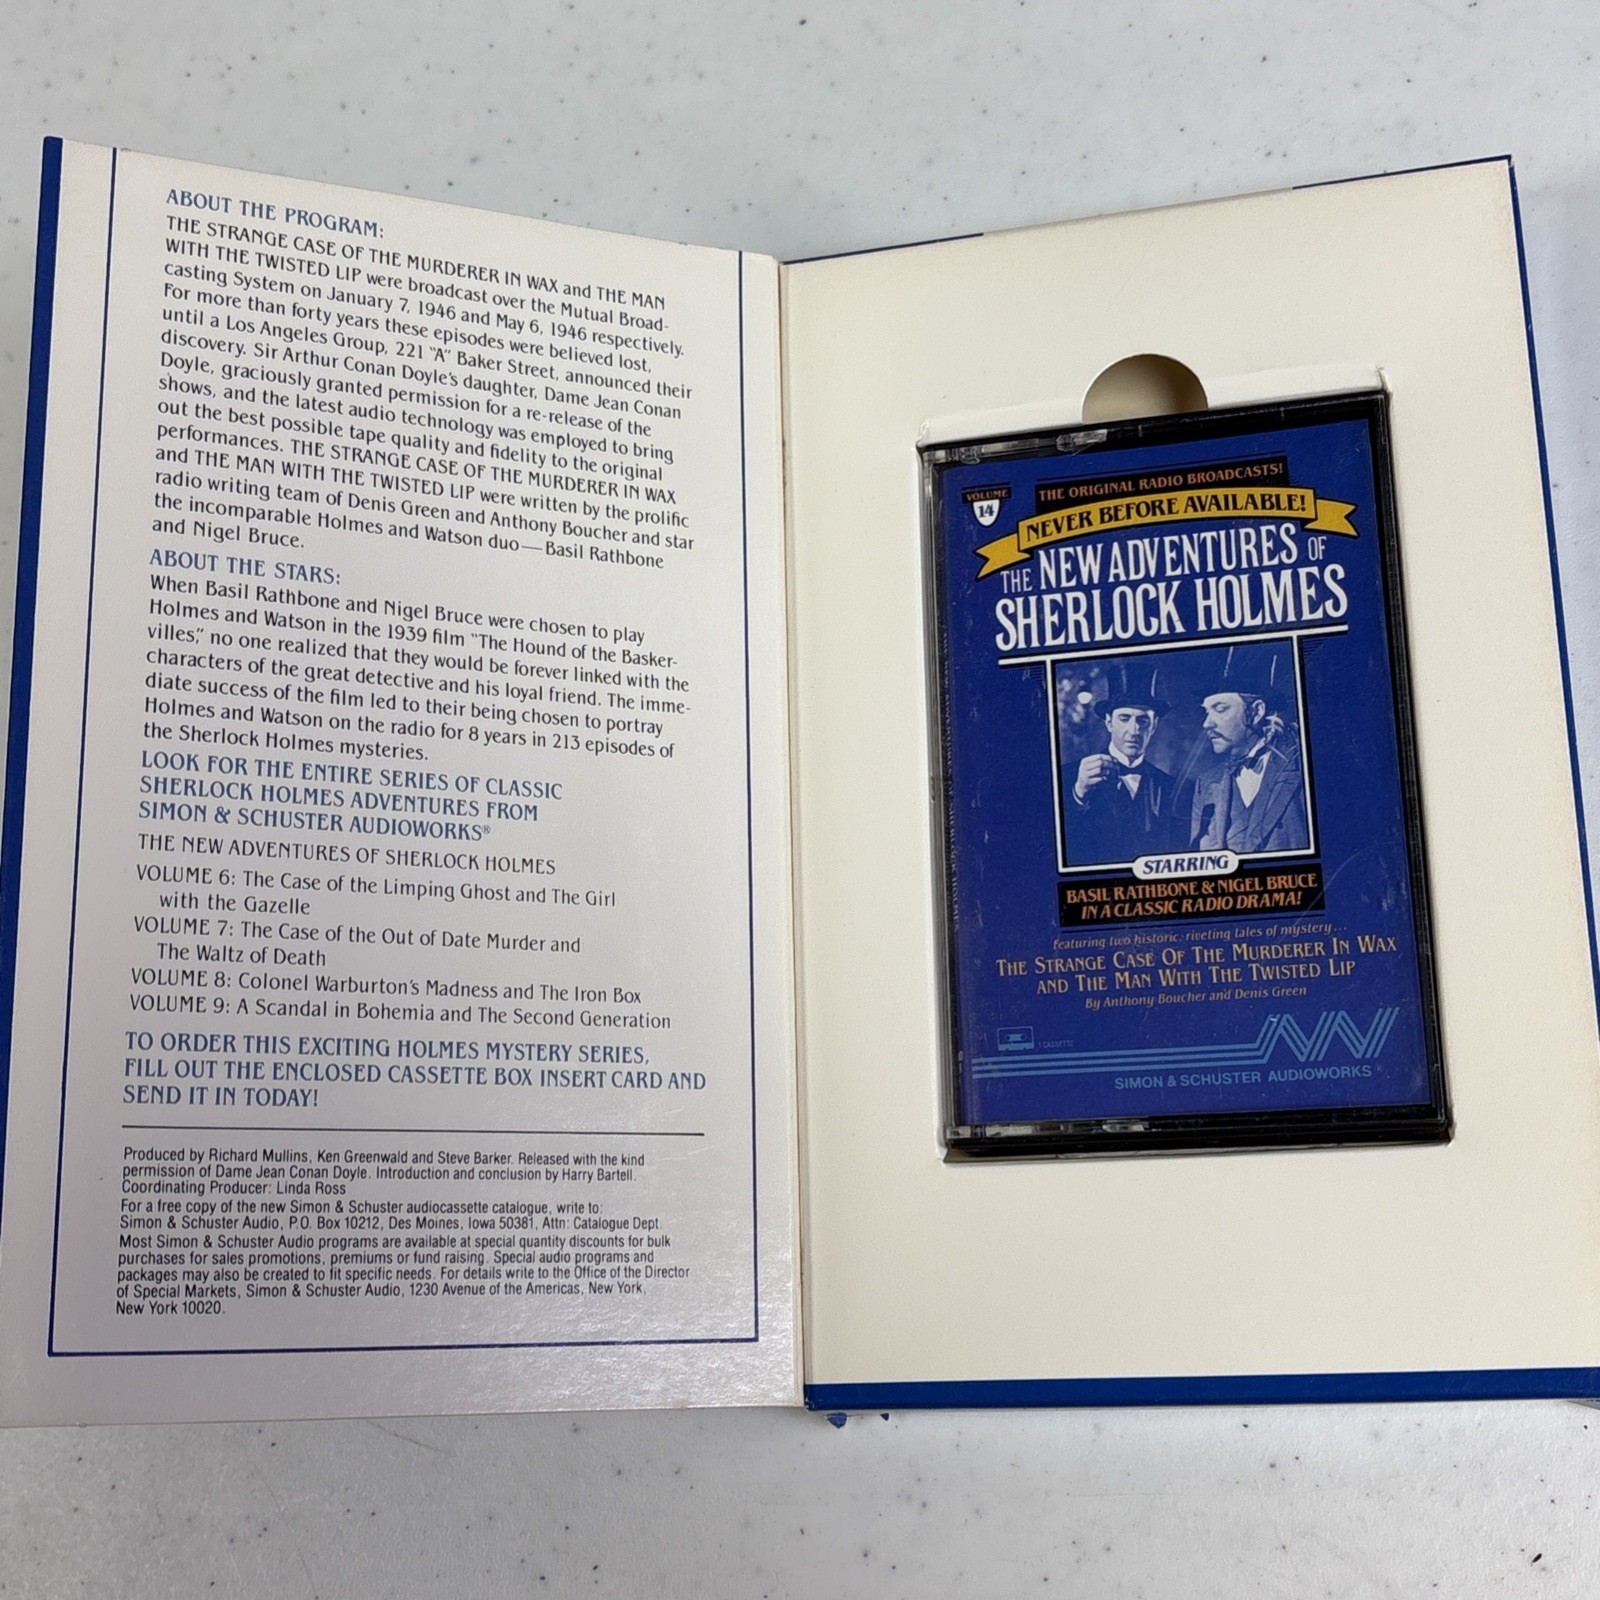 ABOUT THE PROGRAM:
THE STRANGE CASE OF THE MURDERER IN WAX and THE MAN
WITH THE TWISTED LIP were broadcast over the Mutual Broad-
casting System on January 7, 1946 and May 6, 1946 respectively.
For more than forty years these episodes were believed lost,
until a Los Angeles Group, 221 "A" Baker Street, announced their
discovery. Sir Arthur Conan Doyle's daughter, Dame Jean Conan
Doyle, graciously granted permission for a re-release of the
shows, and the latest audio technology was employed to bring
out the best possible tape quality and fidelity to the original
performances. THE STRANGE CASE OF THE MURDERER IN WAX
and THE MAN WITH THE TWISTED LIP were written by the prolific
radio writing team of Denis Green and Anthony Boucher and star
the incomparable Holmes and Watson duo—Basil Rathbone
and Nigel Bruce.
ABOUT THE STARS:
When Basil Rathbone and Nigel Bruce were chosen to play
Holmes and Watson in the 1939 film "The Hound of the Basker-
villes," no one realized that they would be forever linked with the
characters of the great detective and his loyal friend. The imme-
diate success of the film led to their being chosen to portray
Holmes and Watson on the radio for 8 years in 213 episodes of
the Sherlock Holmes mysteries.
LOOK FOR THE ENTIRE SERIES OF CLASSIC
SHERLOCK HOLMES ADVENTURES FROM
SIMON & SCHUSTER AUDIOWORKS®
THE NEW ADVENTURES OF SHERLOCK HOLMES
VOLUME 6: The Case of the Limping Ghost and The Girl
with the Gazelle
VOLUME 7: The Case of the Out of Date Murder and
The Waltz of Death
VOLUME 8: Colonel Warburton's Madness and The Iron Box
VOLUME 9: A Scandal in Bohemia and The Second Generation
TO ORDER THIS EXCITING HOLMES MYSTERY SERIES,
FILL OUT THE ENCLOSED CASSETTE BOX INSERT CARD AND
SEND IT IN TODAY!
Produced by Richard Mullins, Ken Greenwald and Steve Barker. Released with the kind
permission of Dame Jean Conan Doyle. Introduction and conclusion by Harry Bartell.
Coordinating Producer: Linda Ross
For a free copy of the new Simon & Schuster audiocassette catalogue, write to:
Simon & Schuster Audio, P.O. Box 10212, Des Moines, Iowa 50381, Attn: Catalogue Dept.
Most Simon & Schuster Audio programs are available at special quantity discounts for bulk
purchases for sales promotions, premiums or fund raising. Special audio programs and
packages may also be created to fit specific needs. For details write to the Office of the Director
of Special Markets, Simon & Schuster Audio, 1230 Avenue of the Americas, New York,
New York 10020.
VOLUME
14
THE ORIGINAL RADIO BROADCASTS!
NEVER BEFORE AVAILABLE!
THE NEW ADVENTURES OF
SHERLOCK HOLMES
STARRING
BASIL RATHBONE & NIGEL BRUCE
IN A CLASSIC RADIO DRAMA!
featuring two historic, riveting tales of mystery...
THE STRANGE CASE OF THE MURDERER IN WAX
AND THE MAN WITH THE TWISTED LIP
By Anthony Boucher and Denis Green
1 CASSETTE
SIMON & SCHUSTER AUDIOWORKS